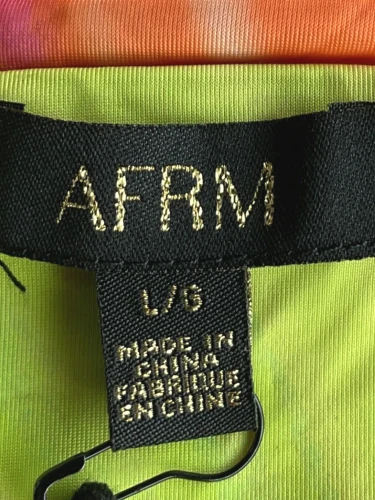 AFRM
L/G
MADE IN
CHINA
FABRIQUE
EN CHINE